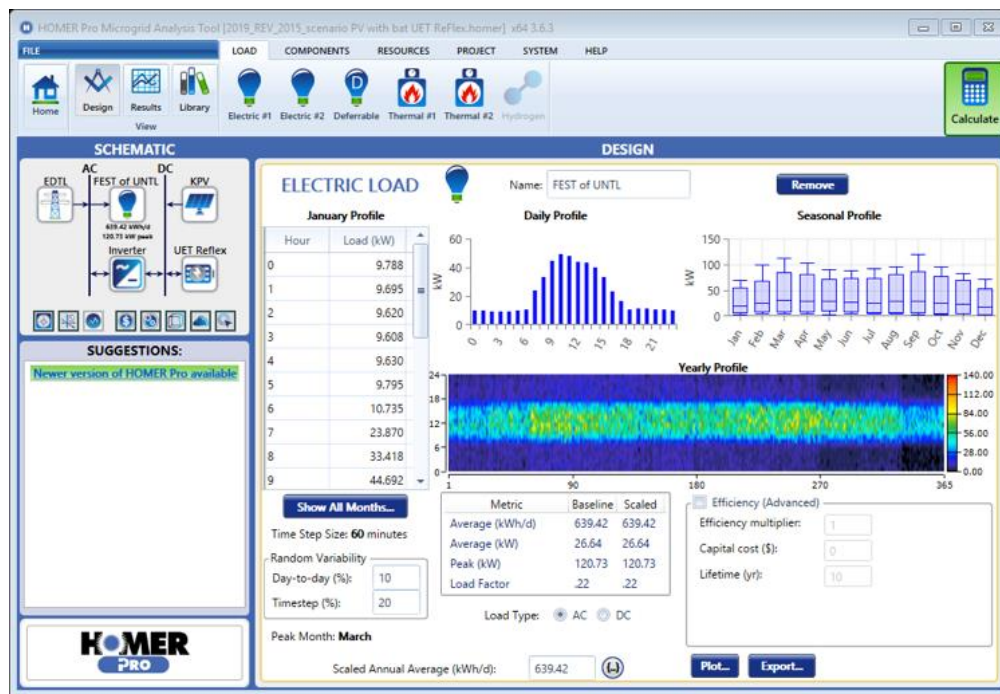 HOMER Pro Microgrid Analysis Tool [2019_REV_2015_scenario PV with bat UET ReFlex.homer] x64 3.6.3
FILE
LOAD COMPONENTS RESOURCES PROJECT SYSTEM HELP
Home
Design Results Library
View
Electric #1 Electric #2 Deferrable Thermal #1 Thermal #2 Hydrogen
D
Calculate
SCHEMATIC
AC DC
EDTL FEST of UNTL KPV
639.42 kWh/d
120.73 kW peak
Inverter UET Reflex
SUGGESTIONS:
Newer version of HOMER Pro available
HOMER
PRO
DESIGN
ELECTRIC LOAD
Name: FEST of UNTL
Remove
January Profile
Hour Load (kW)
0 9.788
1 9.695
2 9.620
3 9.608
4 9.630
5 9.795
6 10.735
7 23.870
8 33.418
9 44.692
Show All Months...
Time Step Size: 60 minutes
Random Variability
Day-to-day (%): 10
Timestep (%): 20
Peak Month: March
Scaled Annual Average (kWh/d): 639.42 {..}
Daily Profile
kW
60
40
20
0
0 3 6 9 12 15 18 21
Seasonal Profile
kW
150
100
50
0
Jan Feb Mar Apr May Jun Jul Aug Sep Oct Nov Dec
Yearly Profile
24
18
12
6
0
1 90 180 270 365
140.00
112.00
84.00
56.00
28.00
0.00
Metric Baseline Scaled
Average (kWh/d) 639.42 639.42
Average (kW) 26.64 26.64
Peak (kW) 120.73 120.73
Load Factor .22 .22
Load Type: AC DC
Efficiency (Advanced)
Efficiency multiplier: 1
Capital cost ($): 0
Lifetime (yr): 10
Plot... Export...